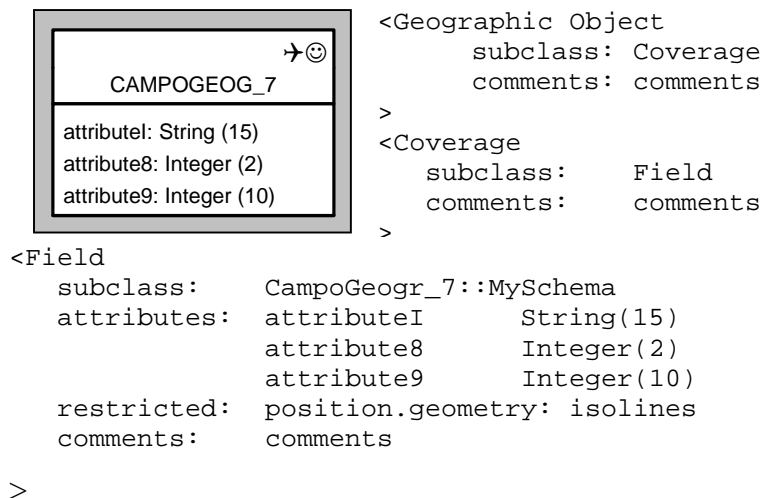 ✈☺
CAMPOGEOG_7
attributeI: String (15)
attribute8: Integer (2)
attribute9: Integer (10)
<Geographic Object
subclass: Coverage
comments: comments
>
<Coverage
subclass: Field
comments: comments
>
<Field
subclass: CampoGeogr_7::MySchema
attributes: attributeI String(15)
attribute8 Integer(2)
attribute9 Integer(10)
restricted: position.geometry: isolines
comments: comments
>